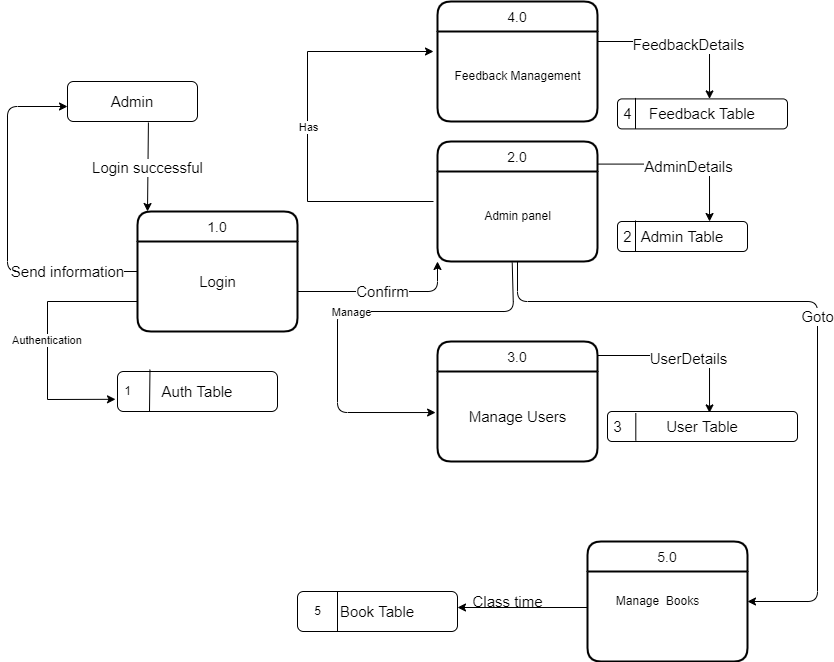 4.0
Feedback Management
FeedbackDetails
4 Feedback Table
Admin
Has
Login successful
2.0
Admin panel
AdminDetails
2 Admin Table
1.0
Login
Send information
Confirm
Manage
Goto
Authentication
3.0
Manage Users
UserDetails
1 Auth Table
3 User Table
5.0
Manage Books
Class time
5 Book Table